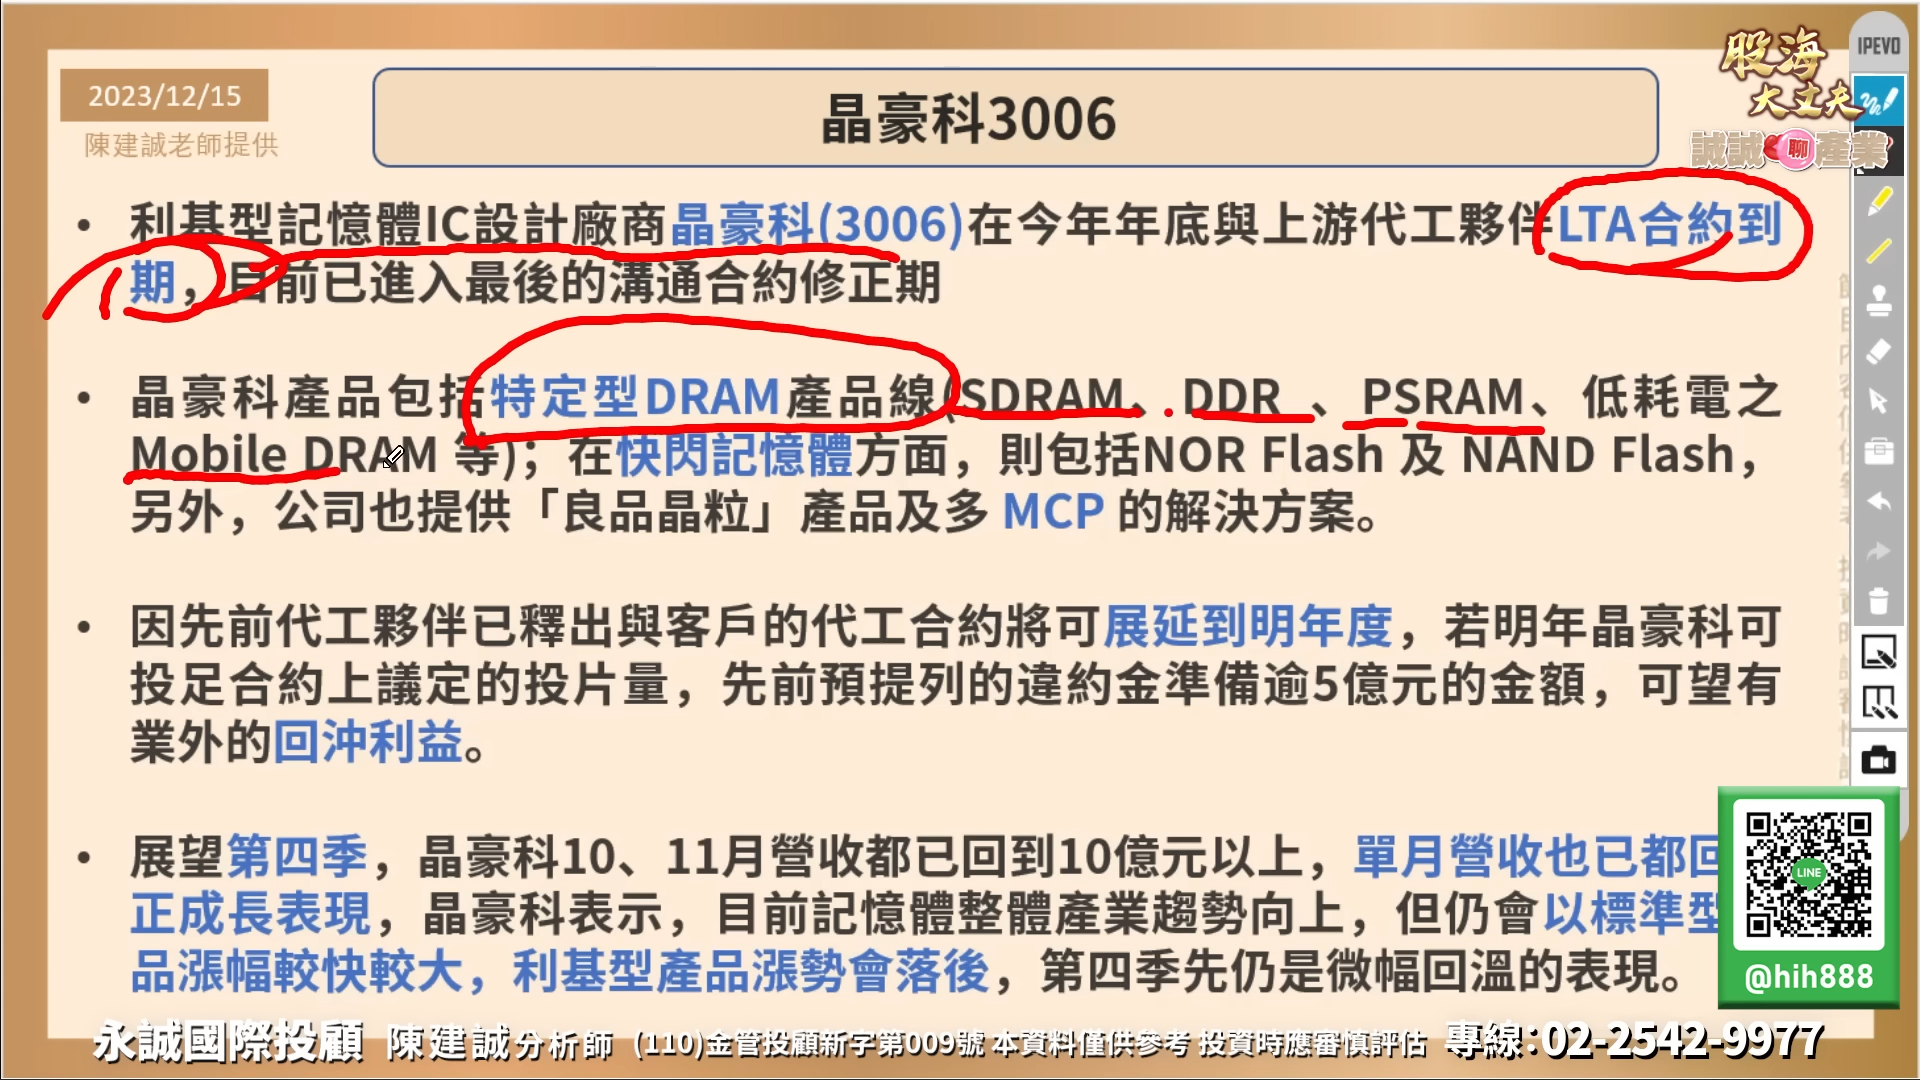 2023/12/15
陳建誠老師提供
晶豪科3006
股海
大丈夫
誠誠聊產業
IPEVO
• 利基型記憶體IC設計廠商晶豪科(3006)在今年年底與上游代工夥伴LTA合約到
期，目前已進入最後的溝通合約修正期
• 晶豪科產品包括特定型DRAM產品線(SDRAM、DDR、PSRAM、低耗電之
Mobile DRAM 等)；在快閃記憶體方面，則包括NOR Flash 及 NAND Flash，
另外，公司也提供「良品晶粒」產品及多 MCP 的解決方案。
• 因先前代工夥伴已釋出與客戶的代工合約將可展延到明年度，若明年晶豪科可
投足合約上議定的投片量，先前預提列的違約金準備逾5億元的金額，可望有
業外的回沖利益。
• 展望第四季，晶豪科10、11月營收都已回到10億元以上，單月營收也已都回
正成長表現，晶豪科表示，目前記憶體整體產業趨勢向上，但仍會以標準型
品漲幅較快較大，利基型產品漲勢會落後，第四季先仍是微幅回溫的表現。
LINE
@hih888
永誠國際投顧 陳建誠分析師 (110)金管投顧新字第009號 本資料僅供參考 投資時應審慎評估 專線:02-2542-9977